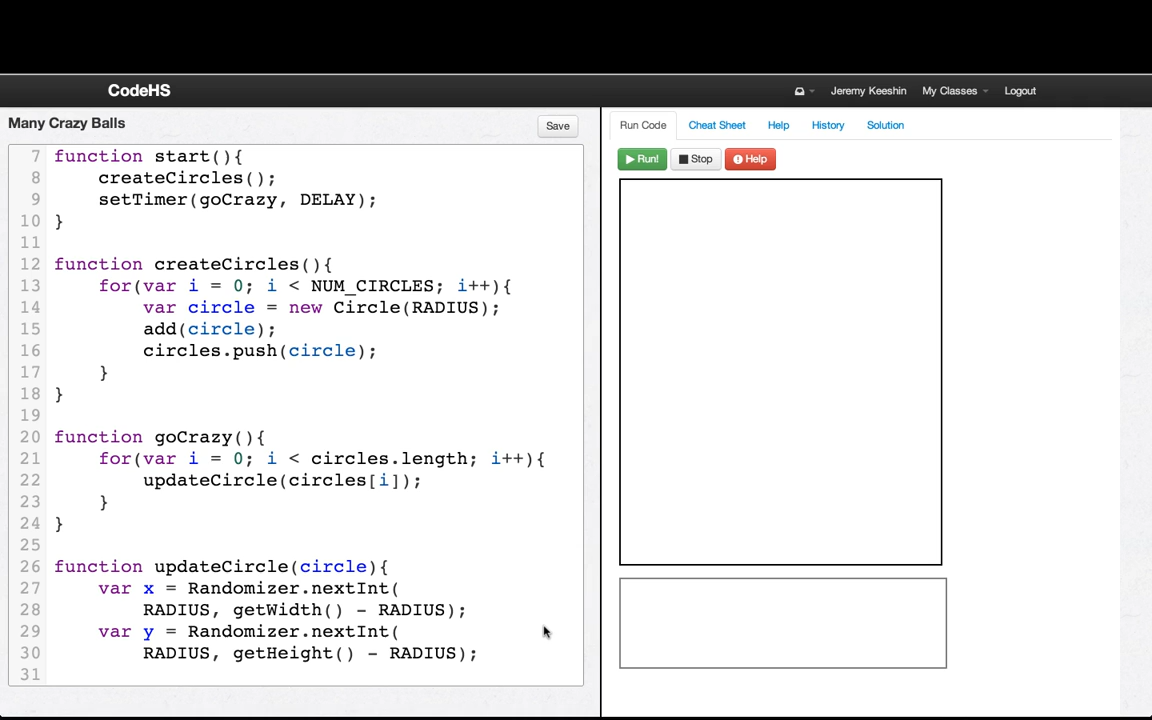 CodeHS
Jeremy Keeshin My Classes Logout
Many Crazy Balls
Save
7 function start(){
8 createCircles();
9 setTimer(goCrazy, DELAY);
10 }
11
12 function createCircles(){
13 for(var i = 0; i < NUM_CIRCLES; i++){
14 var circle = new Circle(RADIUS);
15 add(circle);
16 circles.push(circle);
17 }
18 }
19
20 function goCrazy(){
21 for(var i = 0; i < circles.length; i++){
22 updateCircle(circles[i]);
23 }
24 }
25
26 function updateCircle(circle){
27 var x = Randomizer.nextInt(
28 RADIUS, getWidth() - RADIUS);
29 var y = Randomizer.nextInt(
30 RADIUS, getHeight() - RADIUS);
31
Run Code Cheat Sheet Help History Solution
Run! Stop Help